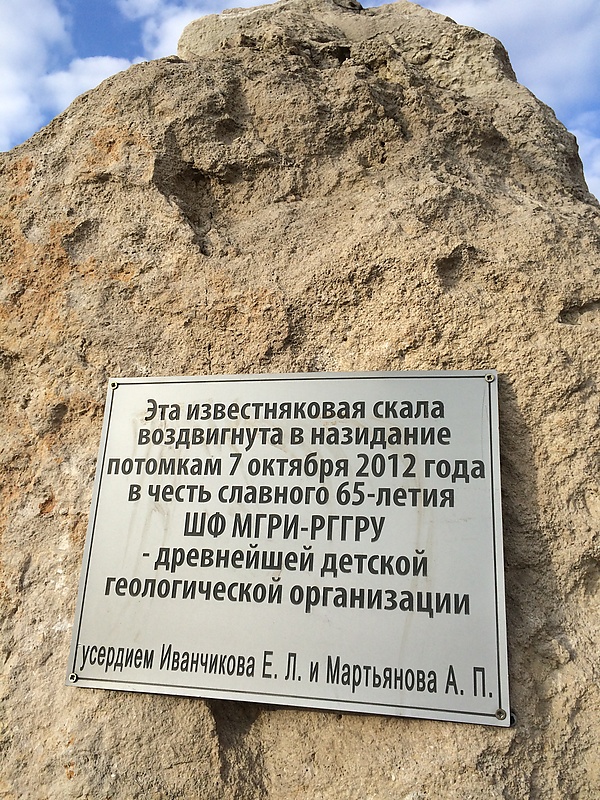 Эта известняковая скала
воздвигнута в назидание
потомкам 7 октября 2012 года
в честь славного 65-летия
ШФ МГРИ-РГГРУ
- древнейшей детской
геологической организации
усердием Иванчикова Е. Л. и Мартьянова А. П.